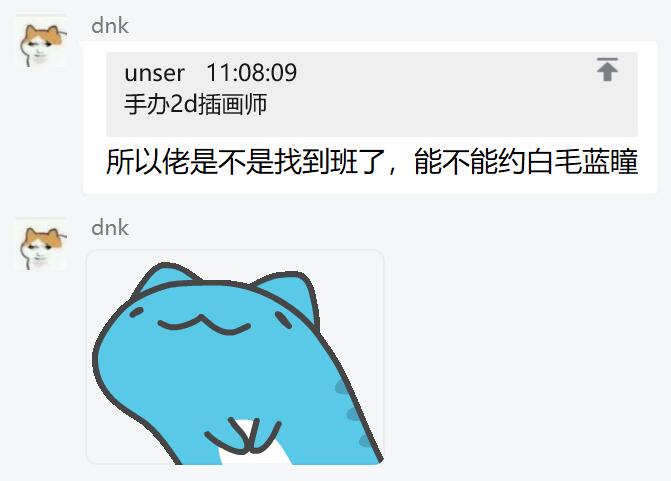 dnk
unser 11:08:09
手办2d插画师
所以佬是不是找到班了，能不能约白毛蓝瞳
dnk